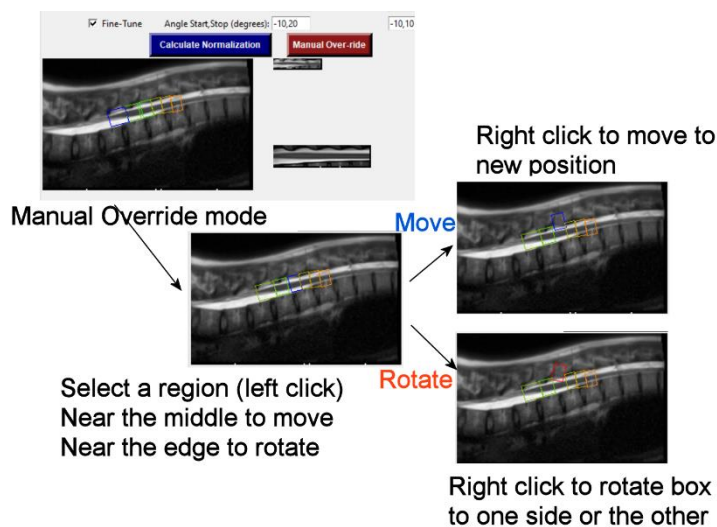 Fine-Tune Angle Start,Stop (degrees): -10,20 -10,10
Calculate Normalization Manual Over-ride
Manual Override mode
Select a region (left click)
Near the middle to move
Near the edge to rotate
Move
Right click to move to
new position
Rotate
Right click to rotate box
to one side or the other